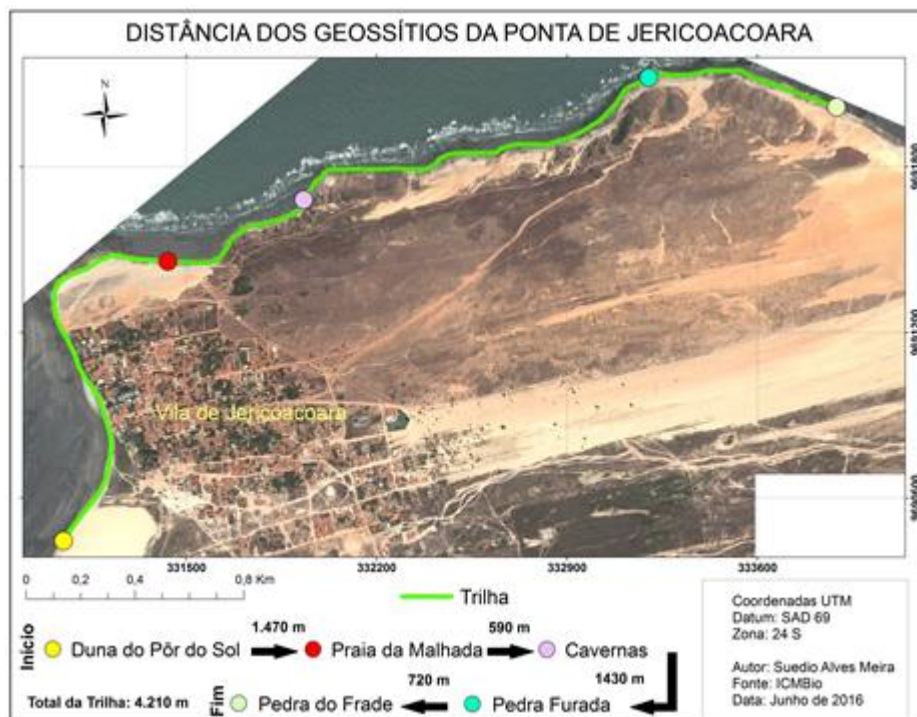 DISTÂNCIA DOS GEOSSÍTIOS DA PONTA DE JERICOACOARA
N
9691800
9691200
Vila de Jericoacoara
331500
332200
332900
333600
0
0,2
0,4
0,8 Km
Trilha
Início
Duna do Pôr do Sol
1.470 m
Praia da Malhada
590 m
Cavernas
Total da Trilha: 4.210 m
Fim
Pedra do Frade
720 m
Pedra Furada
1430 m
Coordenadas UTM
Datum: SAD 69
Zona: 24 S
Autor: Suedio Alves Meira
Fonte: ICMBio
Data: Junho de 2016